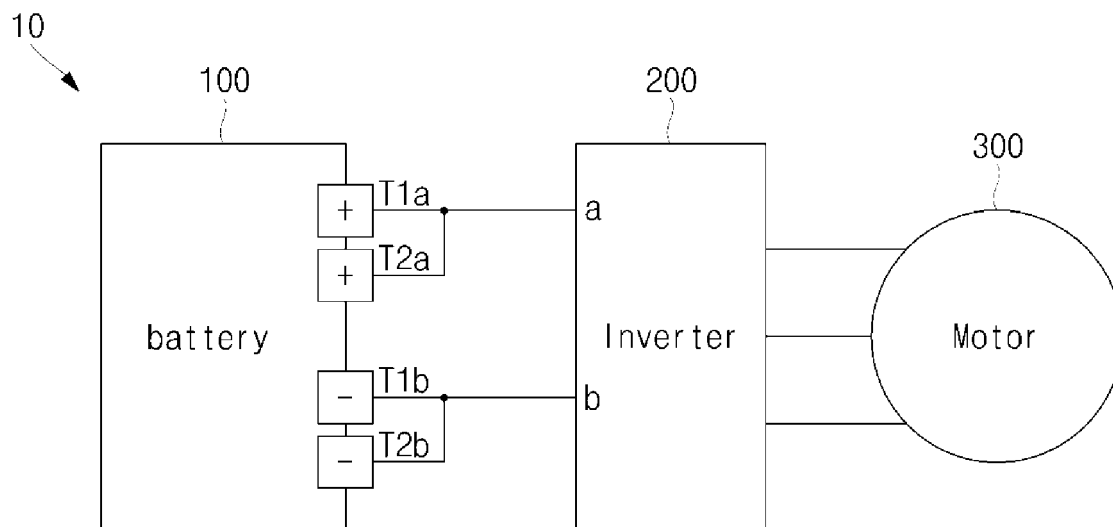 10
100
200
300
+ T1a
a
+ T2a
battery
Inverter
Motor
- T1b
b
- T2b